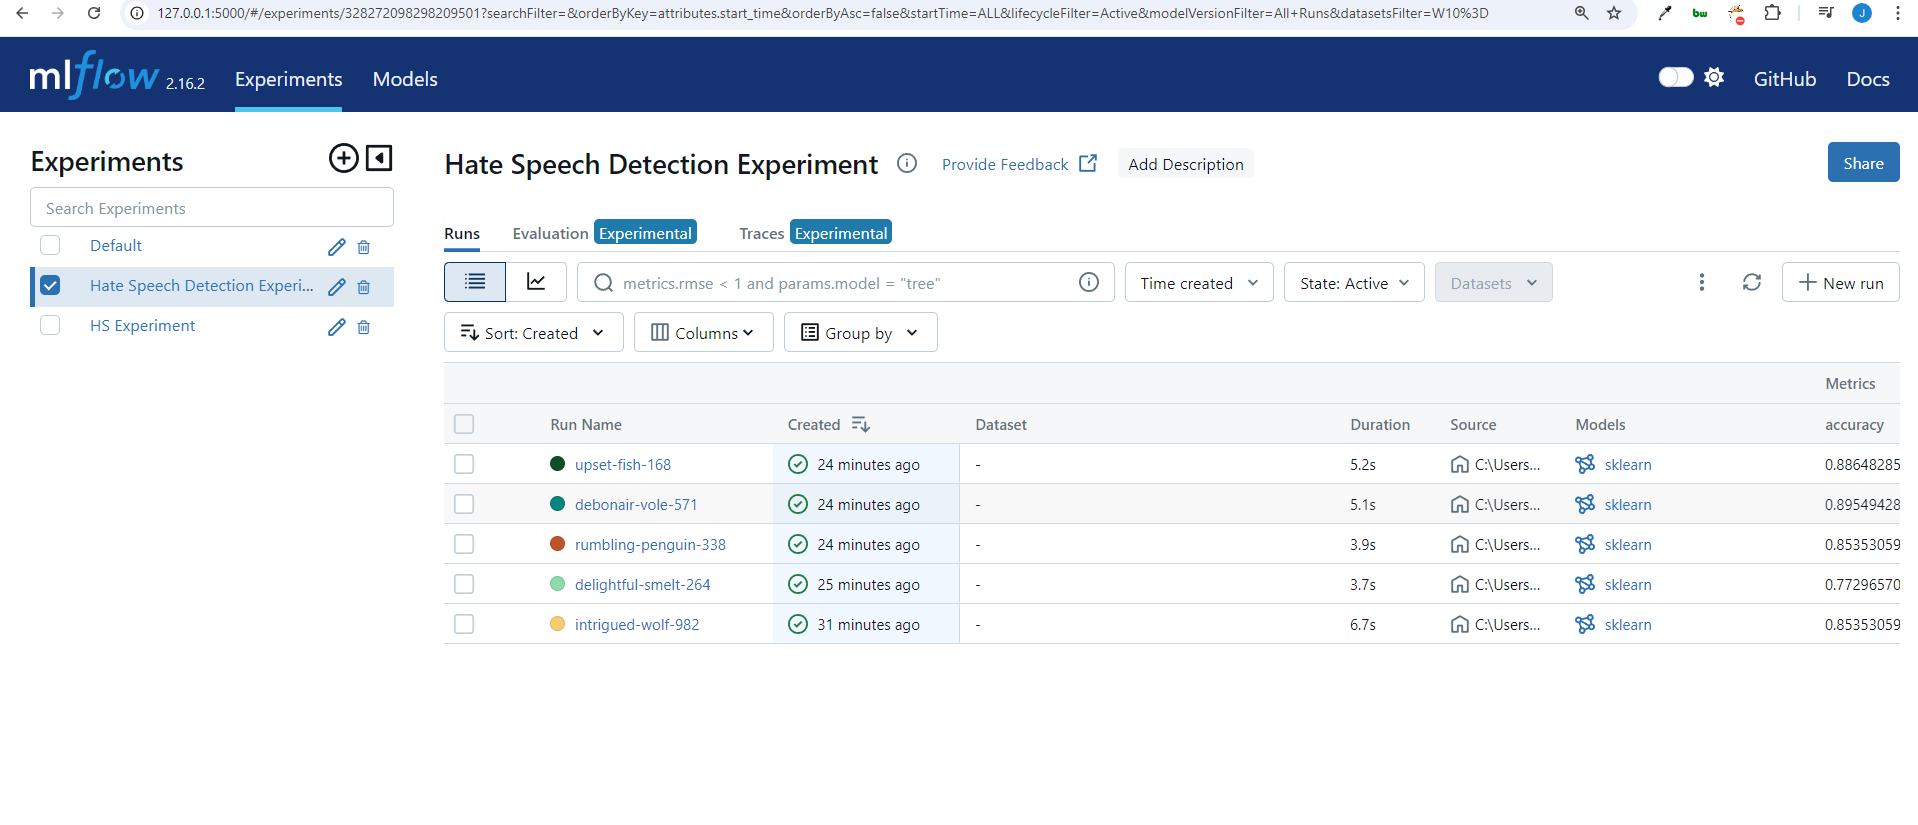 127.0.0.1:5000/#/experiments/328272098298209501?searchFilter=&orderByKey=attributes.start_time&orderByAsc=false&startTime=ALL&lifecycleFilter=Active&modelVersionFilter=All+Runs&datasetsFilter=W10%3D
bw
J
mlflow 2.16.2 Experiments Models GitHub Docs
Experiments
Search Experiments
Default
Hate Speech Detection Experi...
HS Experiment
Hate Speech Detection Experiment Provide Feedback Add Description Share
Runs Evaluation Experimental Traces Experimental
metrics.rmse < 1 and params.model = "tree" Time created State: Active Datasets New run
Sort: Created Columns Group by
Metrics
Run Name Created Dataset Duration Source Models accuracy
upset-fish-168 24 minutes ago - 5.2s C:\Users... sklearn 0.88648285
debonair-vole-571 24 minutes ago - 5.1s C:\Users... sklearn 0.89549428
rumbling-penguin-338 24 minutes ago - 3.9s C:\Users... sklearn 0.85353059
delightful-smelt-264 25 minutes ago - 3.7s C:\Users... sklearn 0.77296570
intrigued-wolf-982 31 minutes ago - 6.7s C:\Users... sklearn 0.85353059